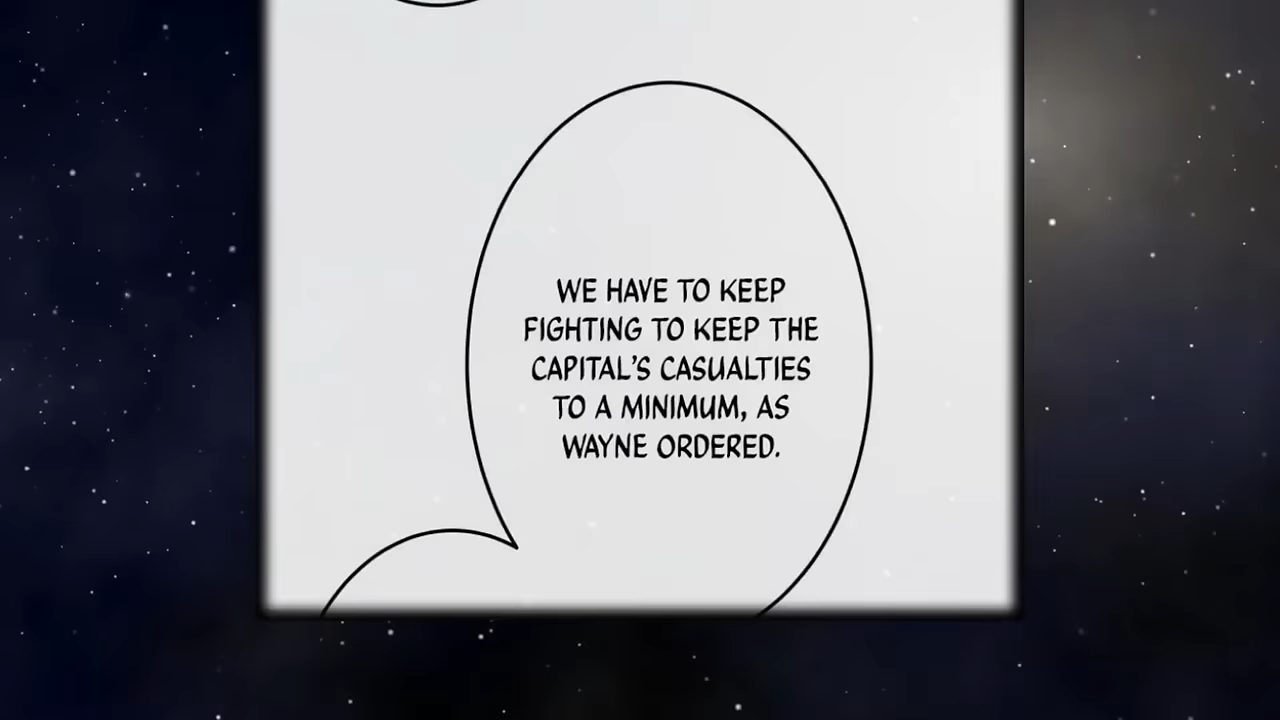 WE HAVE TO KEEP
FIGHTING TO KEEP THE
CAPITAL'S CASUALTIES
TO A MINIMUM, AS
WAYNE ORDERED.